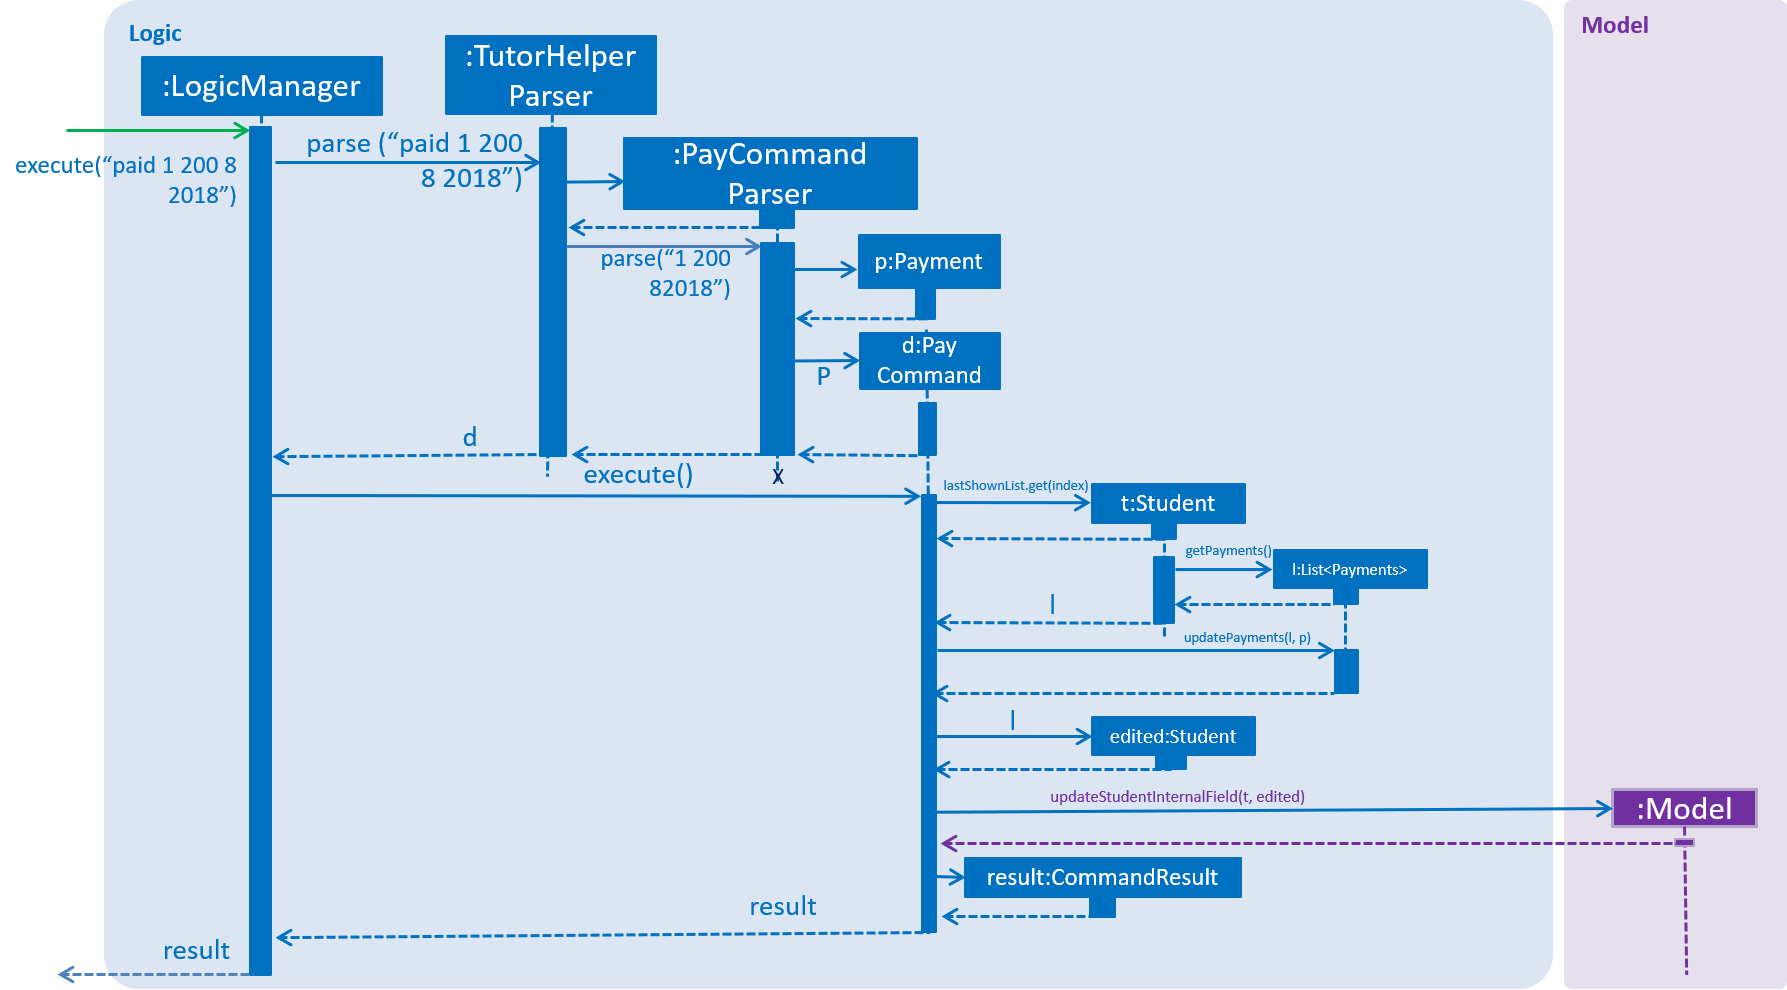 Logic
Model
:LogicManager
:TutorHelper
Parser
execute(“paid 1 200 8
2018”)
parse (“paid 1 200
8 2018”)
:PayCommand
Parser
parse(“1 200
82018”)
p:Payment
d:Pay
Command
P
d
execute()
X
lastShownList.get(index)
t:Student
getPayments()
l:List<Payments>
l
updatePayments(l, p)
l
edited:Student
updateStudentInternalField(t, edited)
:Model
result:CommandResult
result
result